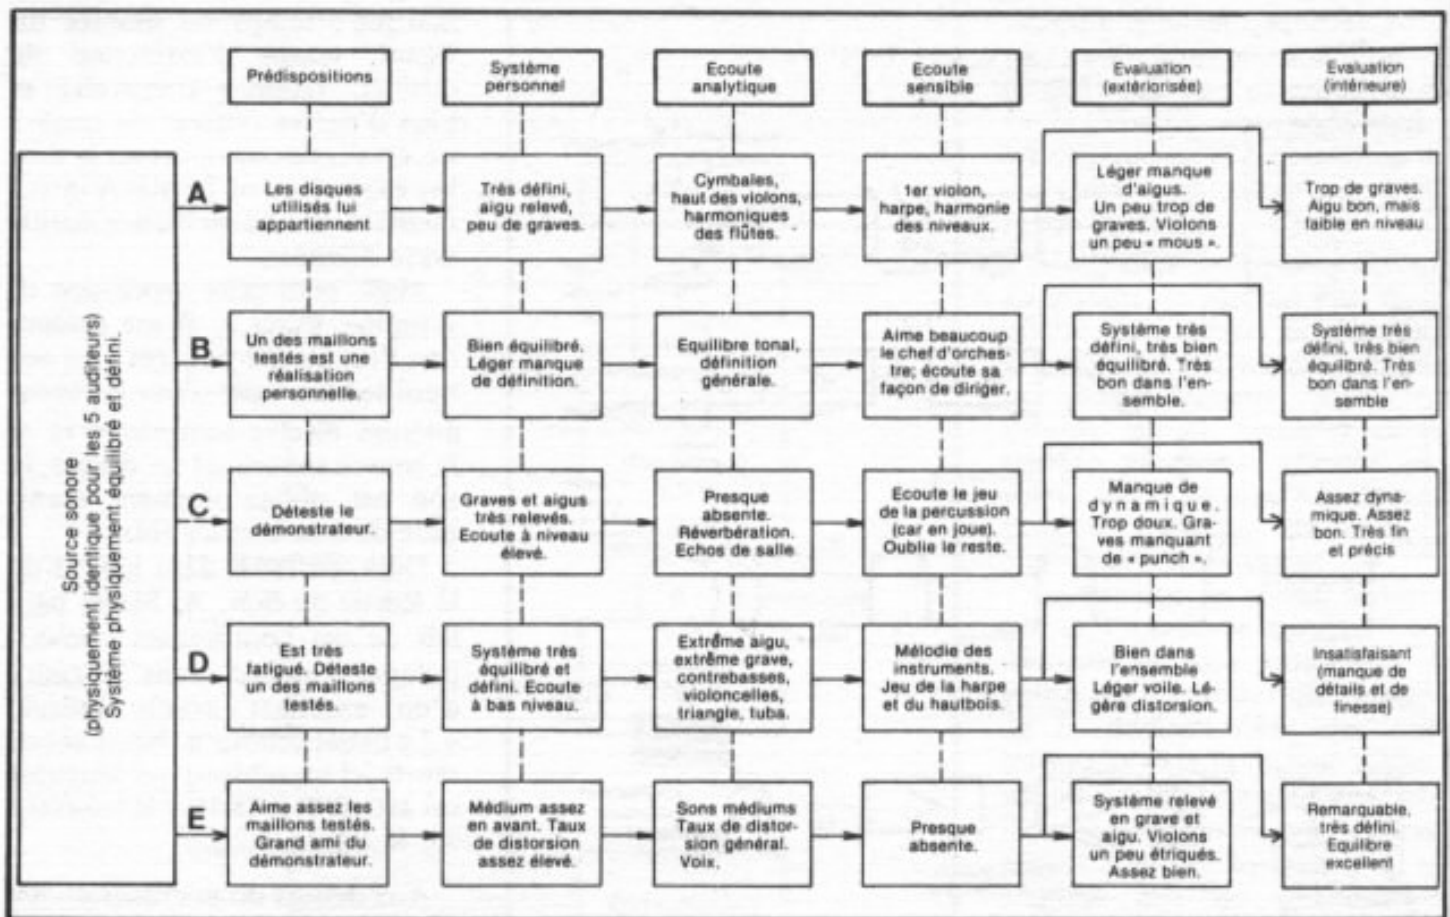 Prédispositions
Système
personnel
Ecoute
analytique
Ecoute
sensible
Evaluation
(extériorisée)
Evaluation
(intérieure)
Source sonore
(physiquement identique pour les 5 auditeurs)
Système physiquement équilibré et défini.
A
Les disques
utilisés lui
appartiennent
Très défini,
aigu relevé,
peu de graves.
Cymbales,
haut des violons,
harmoniques
des flûtes.
1er violon,
harpe, harmonie
des niveaux.
Léger manque
d'aigus.
Un peu trop de
graves. Violons
un peu « mous ».
Trop de graves.
Aigu bon, mais
faible en niveau
B
Un des maillons
testés est une
réalisation
personnelle.
Bien équilibré.
Léger manque
de définition.
Equilibre tonal,
définition
générale.
Aime beaucoup
le chef d'orches-
tre; écoute sa
façon de diriger.
Système très
défini, très bien
équilibré. Très
bon dans l'en-
semble.
Système très
défini, très bien
équilibré. Très
bon dans l'en-
semble
C
Déteste le
démonstrateur.
Graves et aigus
très relevés.
Ecoute à niveau
élevé.
Presque
absente.
Réverbération.
Echos de salle.
Ecoute le jeu
de la percussion
(car en joue).
Oublie le reste.
Manque de
dynamique.
Trop doux. Gra-
ves manquant
de « punch ».
Assez dyna-
mique. Assez
bon. Très fin
et précis
D
Est très
fatigué. Déteste
un des maillons
testés.
Système très
équilibré et
défini. Ecoute
à bas niveau.
Extrême aigu,
extrême grave,
contrebasses,
violoncelles,
triangle, tuba.
Mélodie des
instruments.
Jeu de la harpe
et du hautbois.
Bien dans
l'ensemble
Léger voile. Lé-
gère distorsion.
Insatisfaisant
(manque de
détails et de
finesse)
E
Aime assez les
maillons testés.
Grand ami du
démonstrateur.
Médium assez
en avant. Taux
de distorsion
assez élevé.
Sons médiums
Taux de distor-
sion général.
Voix.
Presque
absente.
Système relevé
en grave et
aigu. Violons
un peu étriqués.
Assez bien.
Remarquable,
très défini.
Equilibre
excellent